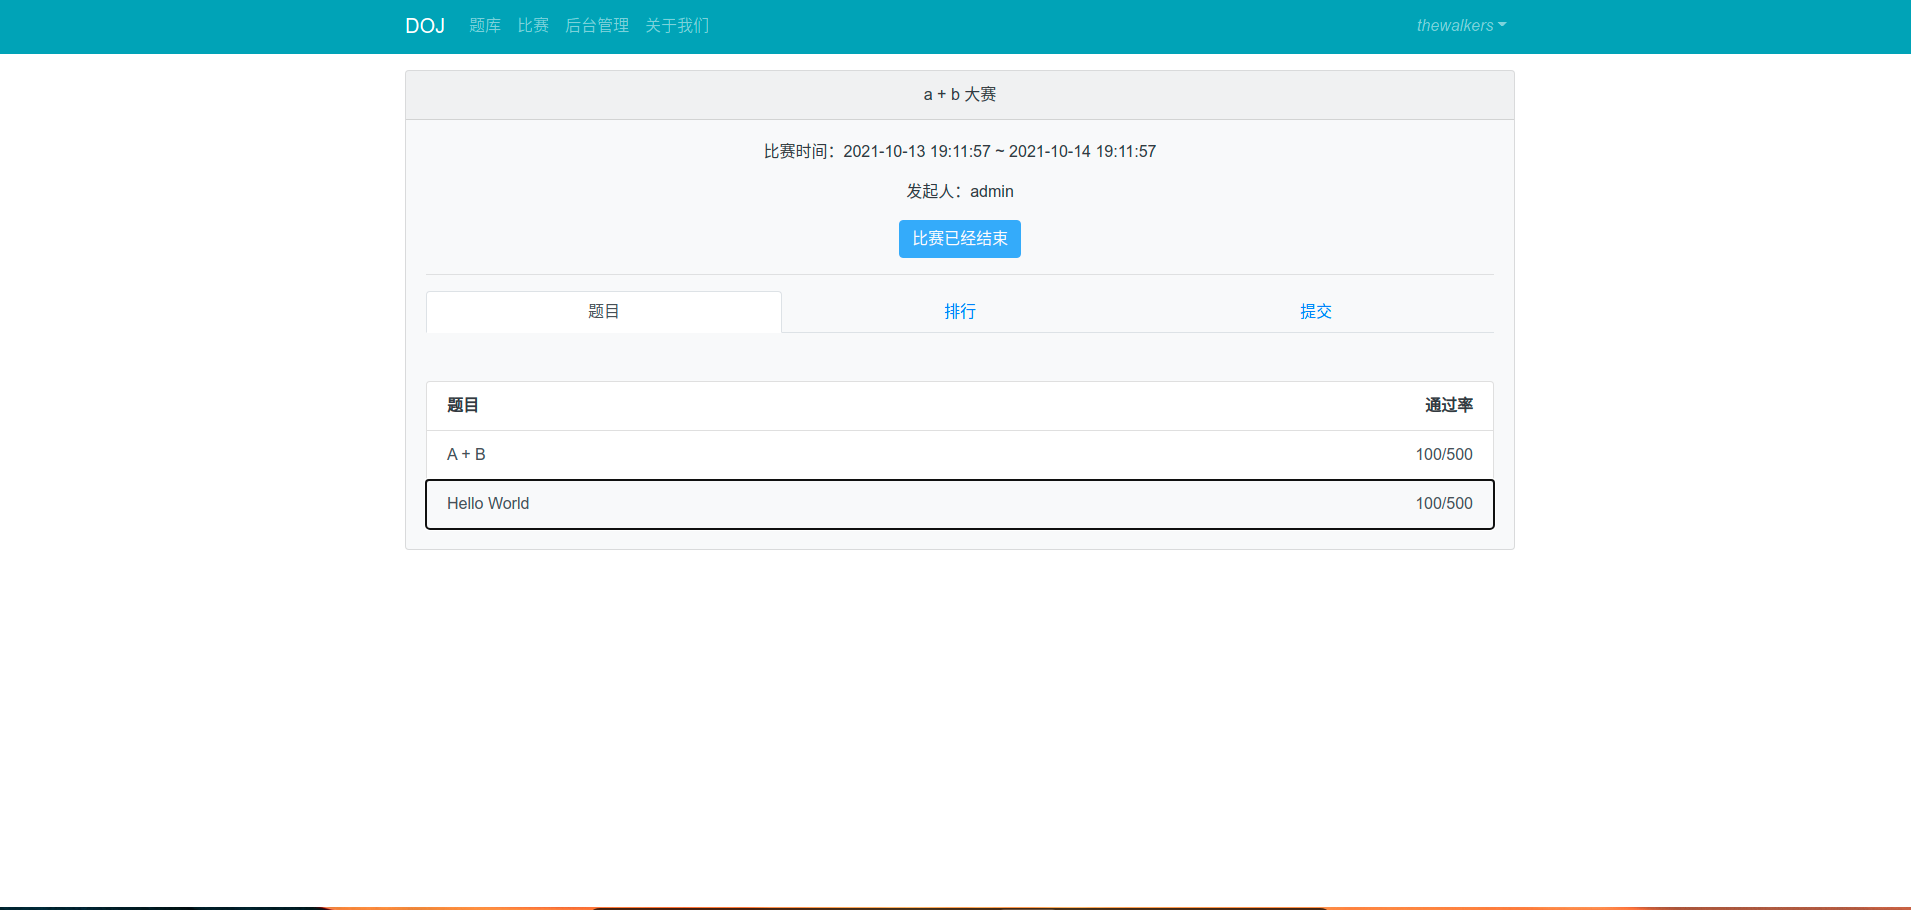 DOJ 题库 比赛 后台管理 关于我们 thewalkers
a + b 大赛
比赛时间：2021-10-13 19:11:57 ~ 2021-10-14 19:11:57
发起人：admin
比赛已经结束
题目 排行 提交
题目 通过率
A + B 100/500
Hello World 100/500